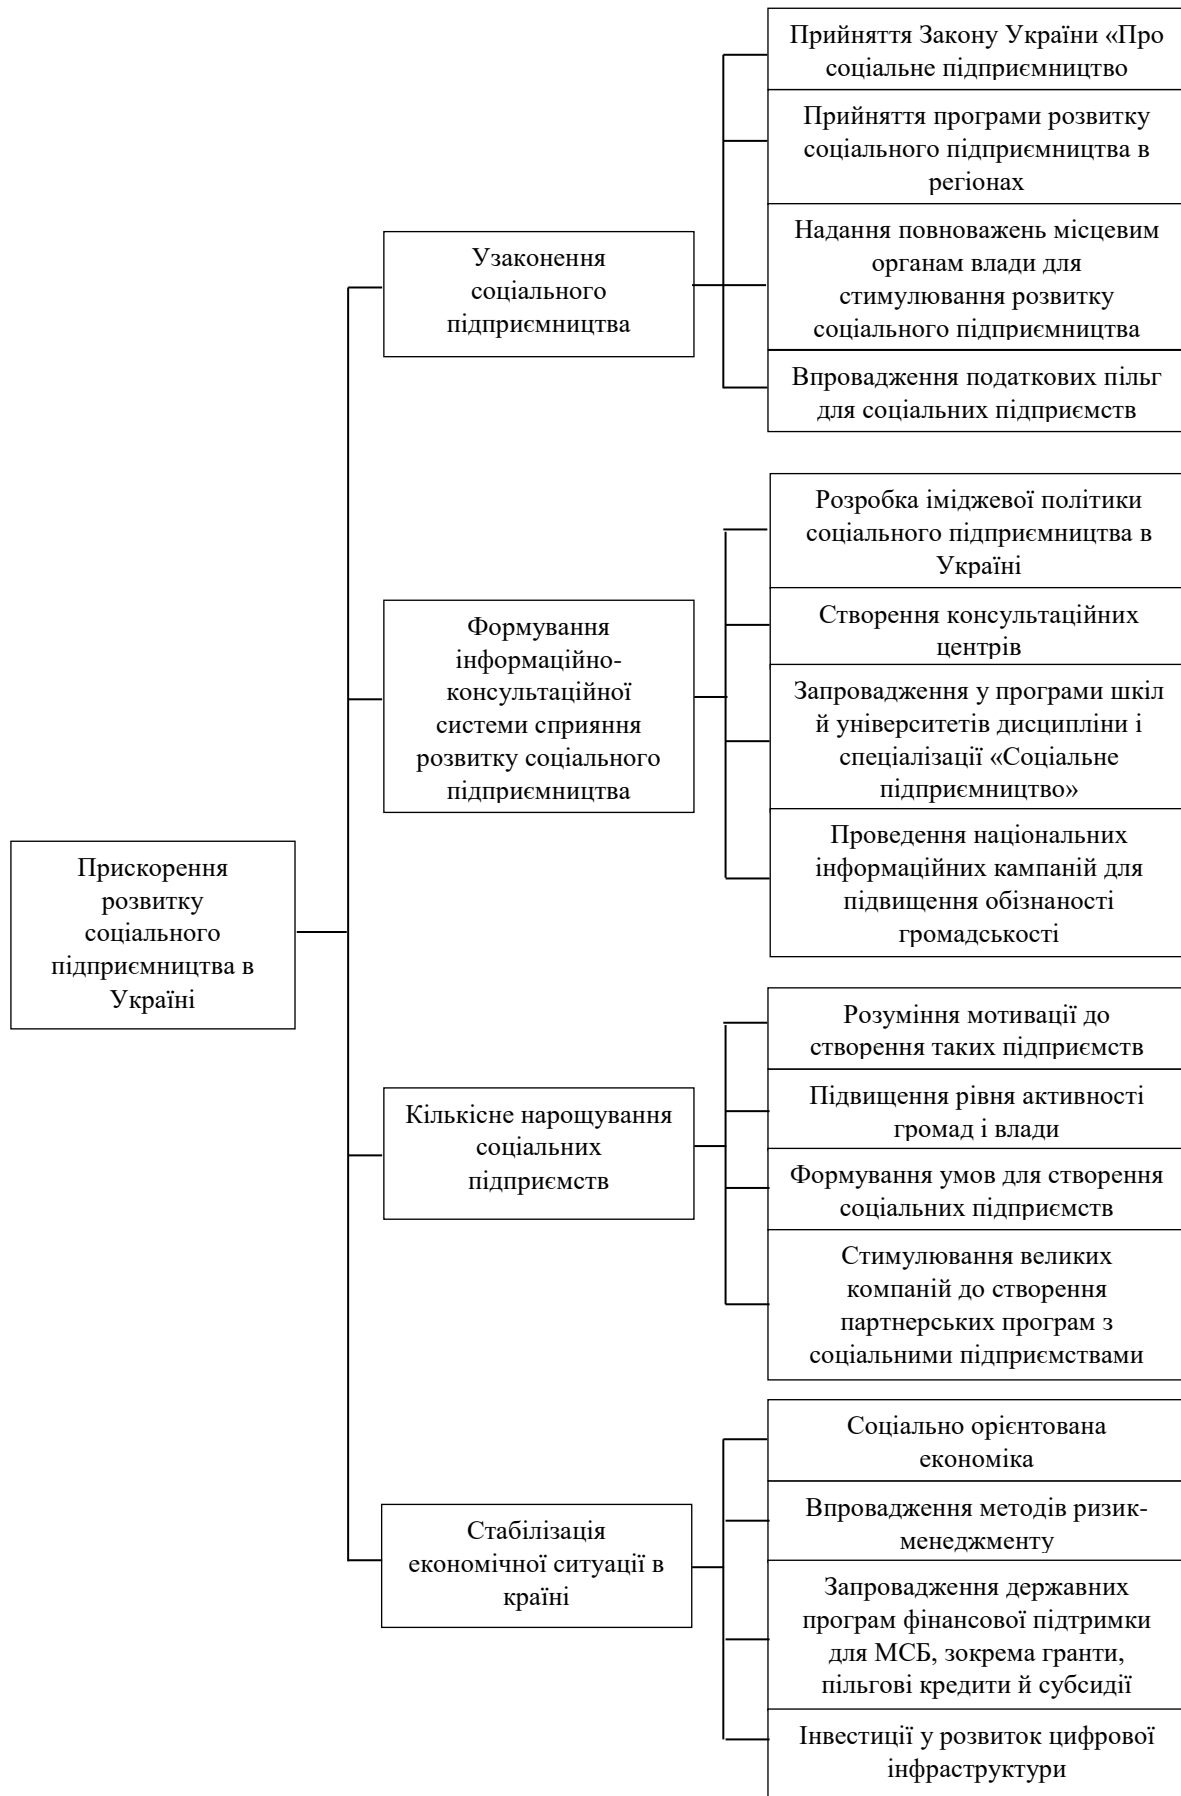 Прискорення
розвитку
соціального
підприємництва в
Україні
Узаконення
соціального
підприємництва
Прийняття Закону України «Про
соціальне підприємництво
Прийняття програми розвитку
соціального підприємництва в
регіонах
Надання повноважень місцевим
органам влади для
стимулювання розвитку
соціального підприємництва
Впровадження податкових пільг
для соціальних підприємств
Формування
інформаційно-
консультаційної
системи сприяння
розвитку соціального
підприємництва
Розробка іміджевої політики
соціального підприємництва в
Україні
Створення консультаційних
центрів
Запровадження у програми шкіл
й університетів дисципліни і
спеціалізації «Соціальне
підприємництво»
Проведення національних
інформаційних кампаній для
підвищення обізнаності
громадськості
Кількісне нарощування
соціальних
підприємств
Розуміння мотивації до
створення таких підприємств
Підвищення рівня активності
громад і влади
Формування умов для створення
соціальних підприємств
Стимулювання великих
компаній до створення
партнерських програм з
соціальними підприємствами
Стабілізація
економічної ситуації в
країні
Соціально орієнтована
економіка
Впровадження методів ризик-
менеджменту
Запровадження державних
програм фінансової підтримки
для МСБ, зокрема гранти,
пільгові кредити й субсидії
Інвестиції у розвиток цифрової
інфраструктури